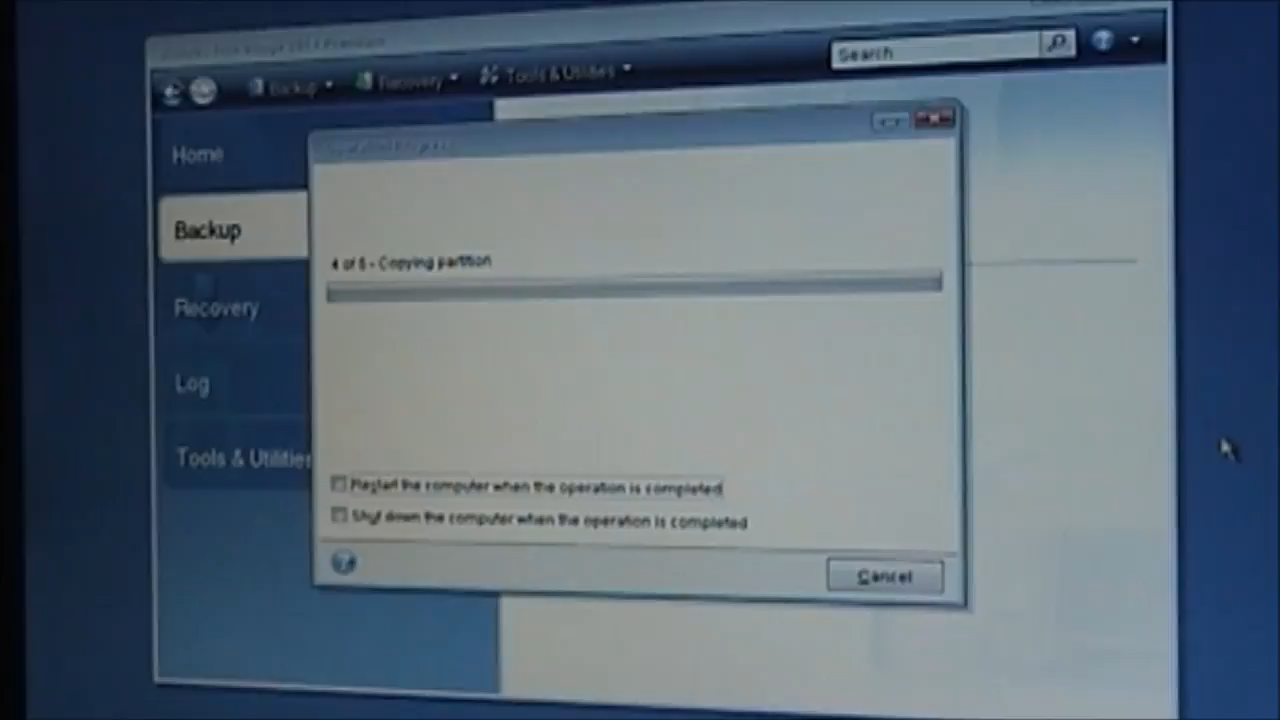 Backup
Recovery
Tools & Utilities
Search
Home
Backup
Recovery
Log
Tools & Utilities
Copying partition
Restart the computer when the operation is completed
Shut down the computer when the operation is completed
Cancel